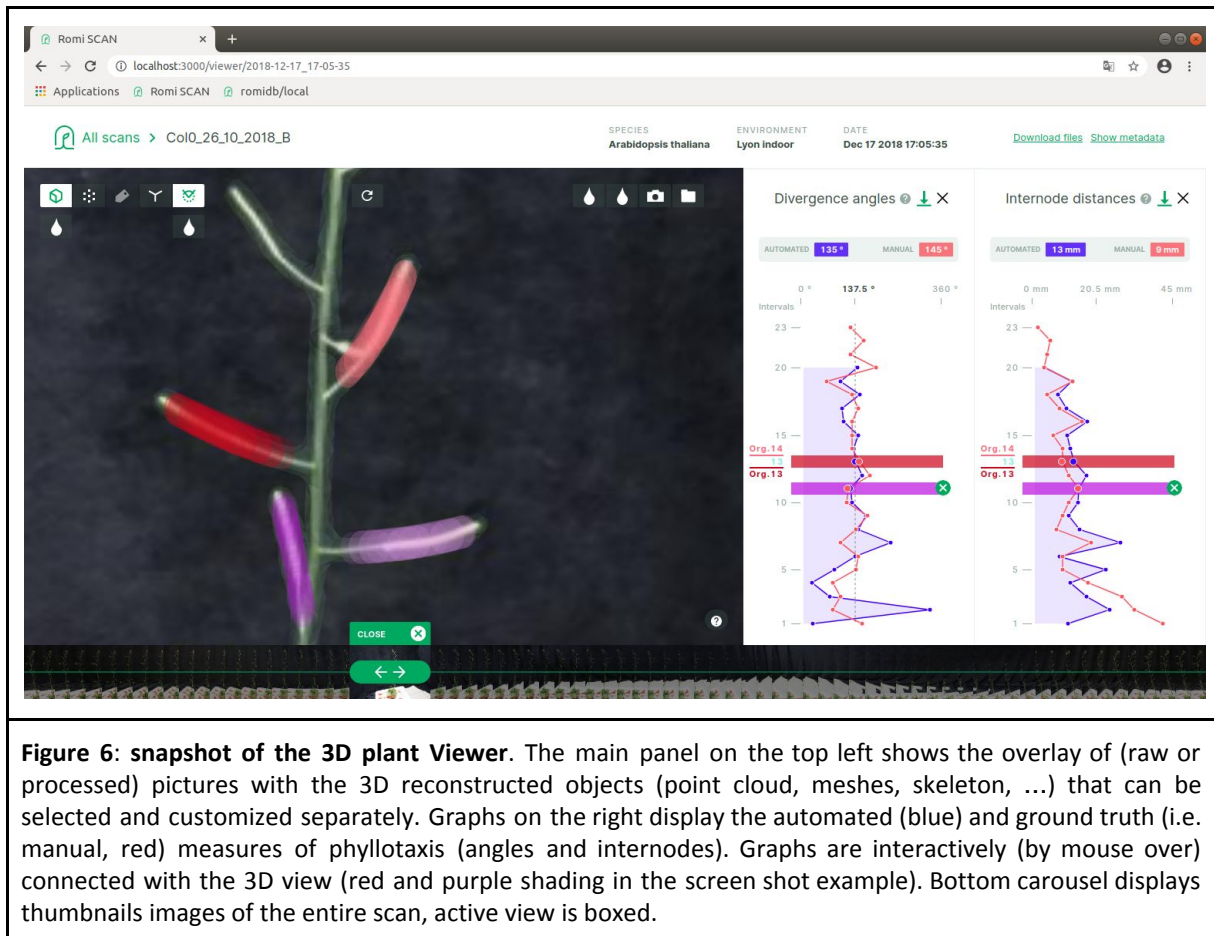 Romi SCAN
localhost:3000/viewer/2018-12-17_17-05-35
Applications Romi SCAN romidb/local
All scans > Col0_26_10_2018_B
SPECIES ENVIRONMENT DATE
Arabidopsis thaliana Lyon indoor Dec 17 2018 17:05:35
Download files Show metadata
Divergence angles
AUTOMATED 135° MANUAL 145°
0° 137.5° 360°
Intervals
23
20
15
Org.14
13
Org.13
10
5
1
Internode distances
AUTOMATED 13 mm MANUAL 9 mm
0 mm 20.5 mm 45 mm
Intervals
23
20
15
Org.14
13
Org.13
10
5
1
CLOSE
Figure 6: snapshot of the 3D plant Viewer. The main panel on the top left shows the overlay of (raw or
processed) pictures with the 3D reconstructed objects (point cloud, meshes, skeleton, ...) that can be
selected and customized separately. Graphs on the right display the automated (blue) and ground truth (i.e.
manual, red) measures of phyllotaxis (angles and internodes). Graphs are interactively (by mouse over)
connected with the 3D view (red and purple shading in the screen shot example). Bottom carousel displays
thumbnails images of the entire scan, active view is boxed.